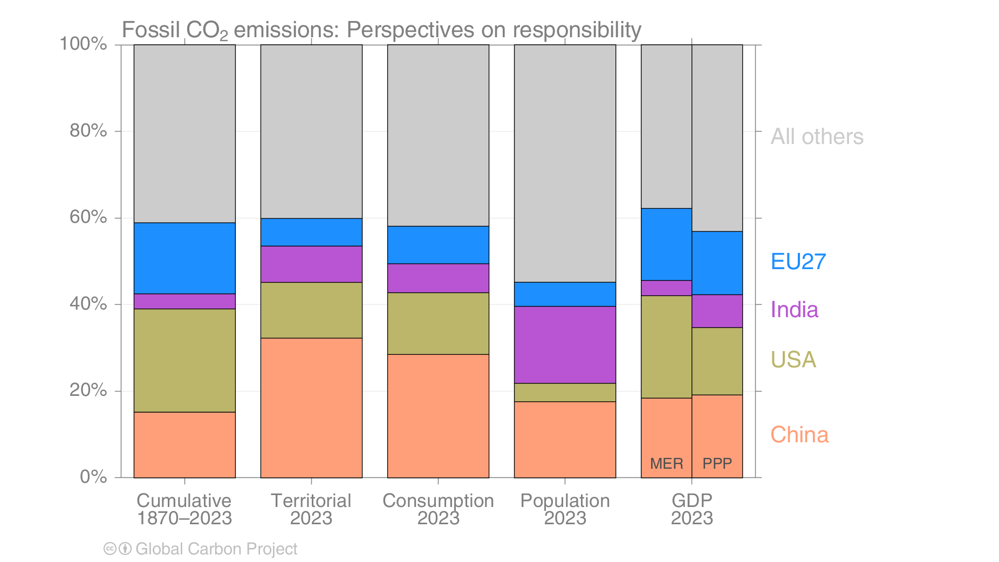 Fossil CO₂ emissions: Perspectives on responsibility
100%
80%
60%
40%
20%
0%
All others
EU27
India
USA
China
MER PPP
Cumulative 1870–2023
Territorial 2023
Consumption 2023
Population 2023
GDP 2023
cc Global Carbon Project